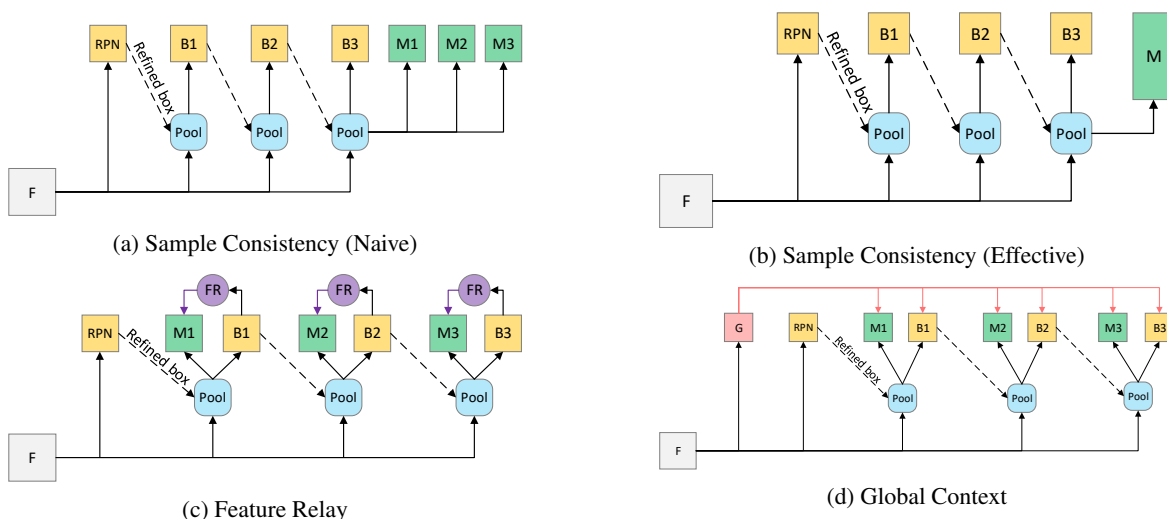 RPN B1 B2 B3 M1 M2 M3
Refined box
Pool Pool Pool
F
(a) Sample Consistency (Naive)
RPN B1 B2 B3 M
Refined box
Pool Pool Pool
F
(b) Sample Consistency (Effective)
FR FR FR
RPN M1 B1 M2 B2 M3 B3
Refined box
Pool Pool Pool
F
(c) Feature Relay
G RPN M1 B1 M2 B2 M3 B3
Refined box
Pool Pool Pool
F
(d) Global Context